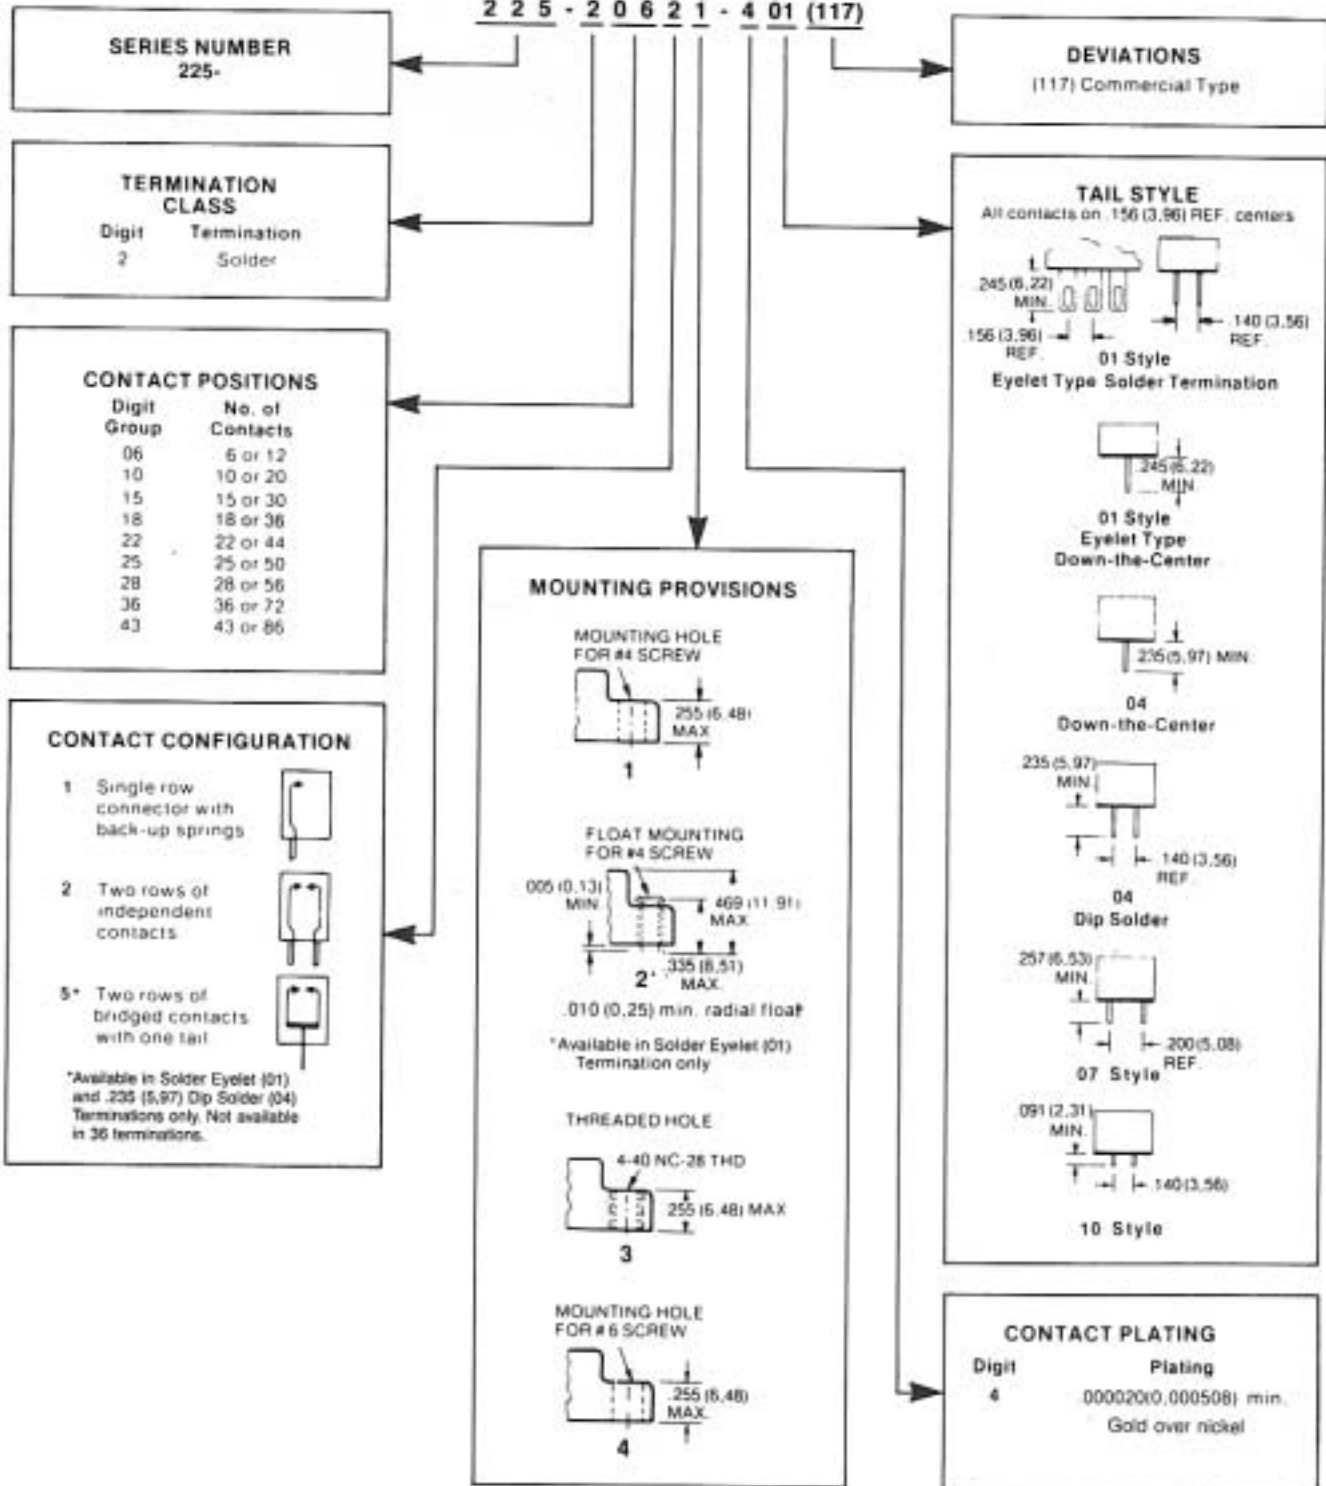 225-20621-401(117)
SERIES NUMBER
225-
TERMINATION
CLASS
Digit Termination
2 Solder
CONTACT POSITIONS
Digit Group No. of Contacts
06 6 or 12
10 10 or 20
15 15 or 30
18 18 or 36
22 22 or 44
25 25 or 50
28 28 or 56
36 36 or 72
43 43 or 86
CONTACT CONFIGURATION
1 Single row
connector with
back-up springs
2 Two rows of
independent
contacts
5* Two rows of
bridged contacts
with one tail
*Available in Solder Eyelet (01)
and .235 (5,97) Dip Solder (04)
Terminations only. Not available
in 36 terminations.
MOUNTING PROVISIONS
MOUNTING HOLE
FOR #4 SCREW
.255 (6,48)
MAX
1
FLOAT MOUNTING
FOR #4 SCREW
.005 (0,13)
MIN
.469 (11,91)
MAX
.335 (8,51)
MAX.
2*
.010 (0,25) min. radial float
*Available in Solder Eyelet (01)
Termination only
THREADED HOLE
4-40 NC-28 THD
.255 (6,48) MAX
3
MOUNTING HOLE
FOR #6 SCREW
.255 (6,48)
MAX.
4
DEVIATIONS
(117) Commercial Type
TAIL STYLE
All contacts on .156 (3,96) REF. centers
.245 (6,22)
MIN.
.156 (3,96)
REF.
.140 (3,56)
REF.
01 Style
Eyelet Type Solder Termination
.245 (6,22)
MIN
01 Style
Eyelet Type
Down-the-Center
.235 (5,97) MIN.
04
Down-the-Center
.235 (5,97)
MIN
.140 (3,56)
REF.
04
Dip Solder
.257 (6,53)
MIN.
.200 (5,08)
REF.
07 Style
.091 (2,31)
MIN.
.140 (3,56)
10 Style
CONTACT PLATING
Digit Plating
4 .000020(0,000508) min.
Gold over nickel